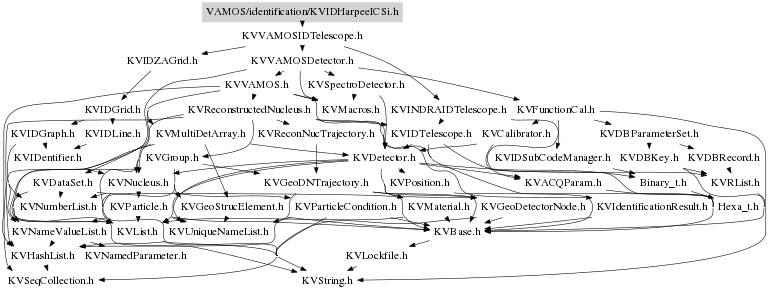 VAMOS/identification/KVIDHarpeeICSi.h
KVVAMOSIDTelescope.h
KVIDZAGrid.h KVVAMOSDetector.h
KVVAMOS.h KVSpectroDetector.h
KVIDGrid.h KVReconstructedNucleus.h KVMacros.h KVINDRAIDTelescope.h KVFunctionCal.h
KVIDGraph.h KVIDLine.h KVMultiDetArray.h KVReconNucTrajectory.h KVIDTelescope.h KVCalibrator.h KVDBParameterSet.h
KVIDentifier.h KVGroup.h KVDetector.h KVIDSubCodeManager.h KVDBKey.h KVDBRecord.h
KVDataSet.h KVNucleus.h KVGeoDNTrajectory.h KVPosition.h KVACQParam.h Binary_t.h KVRList.h
KVNumberList.h KVParticle.h KVGeoStrucElement.h KVParticleCondition.h KVMaterial.h KVGeoDetectorNode.h KVIdentificationResult.h Hexa_t.h
KVNameValueList.h KVList.h KVUniqueNameList.h KVBase.h
KVHashList.h KVNamedParameter.h KVLockfile.h
KVSeqCollection.h KVString.h